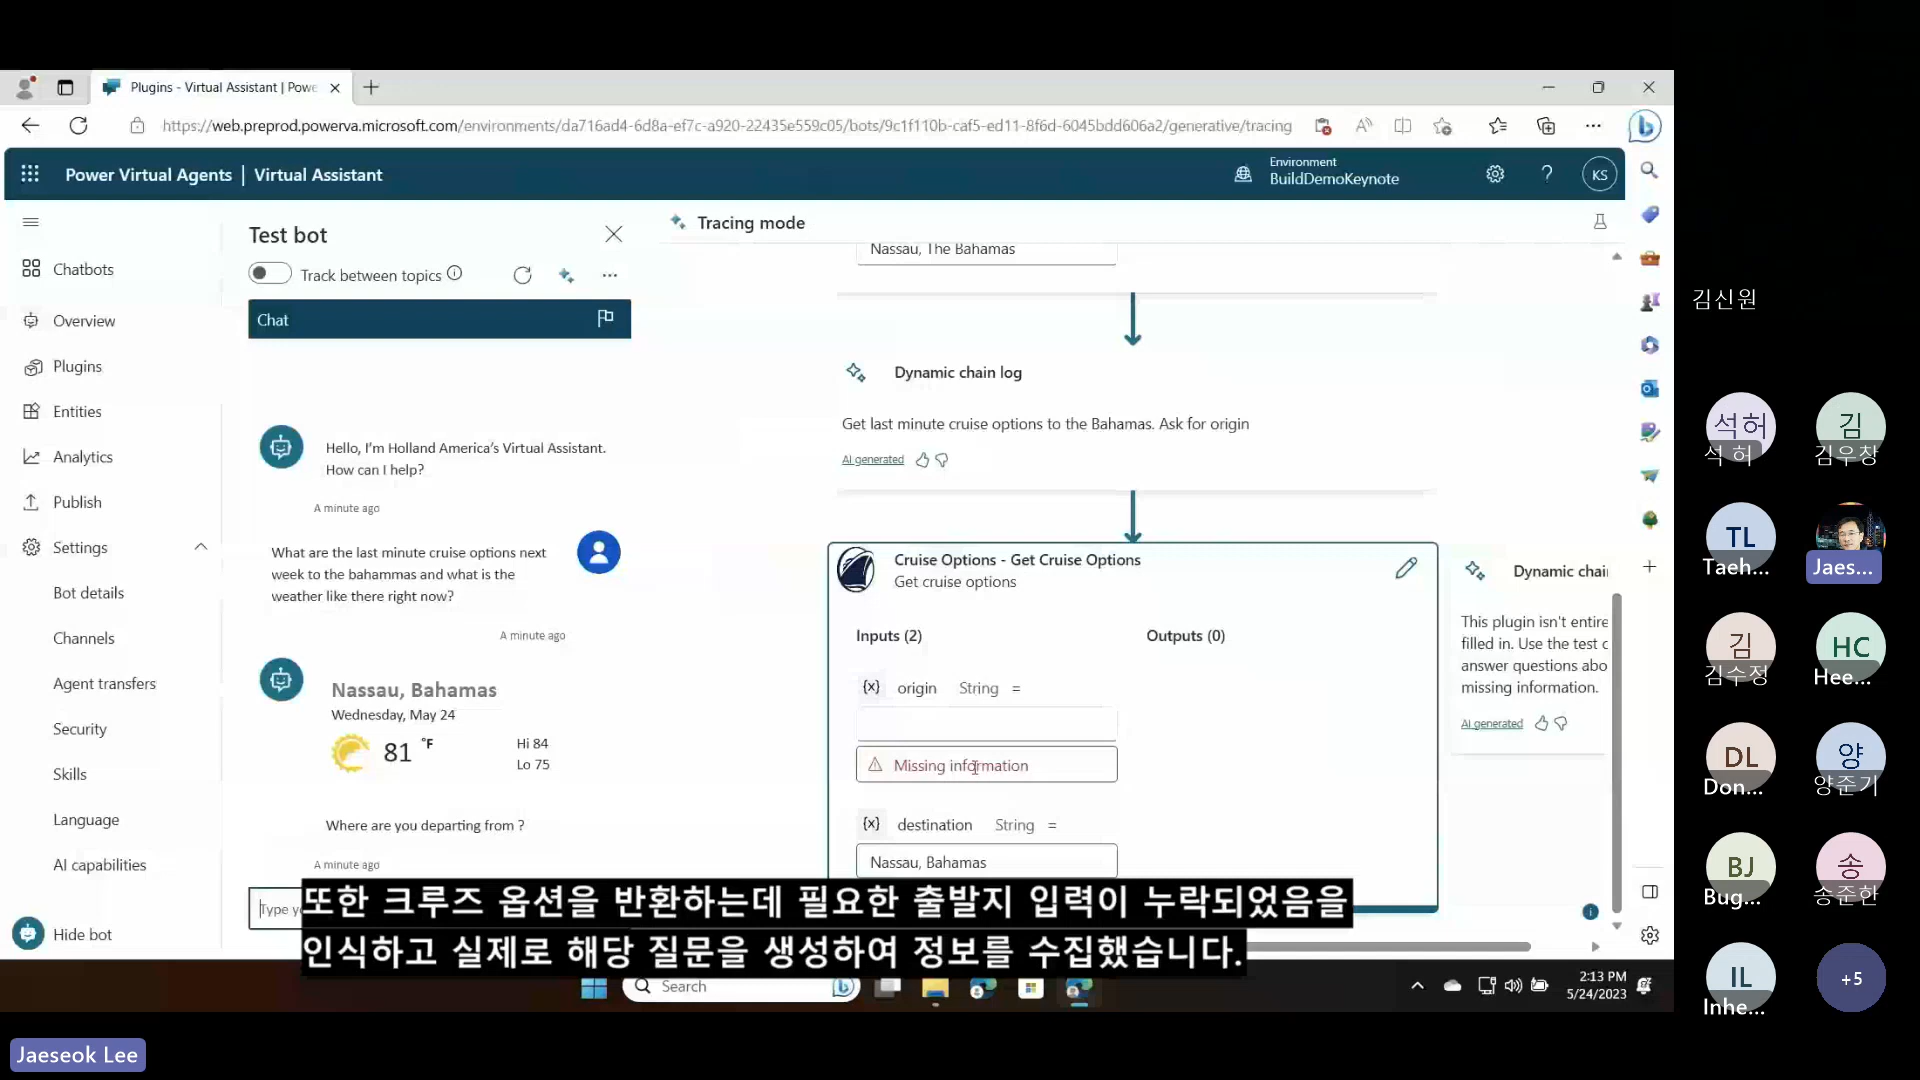 Plugins - Virtual Assistant | Powe
https://web.preprod.powerva.microsoft.com/environments/da716ad4-6d8a-ef7c-a920-22435e559c05/bots/9c1f110b-caf5-ed11-8f6d-6045bdd606a2/generative/tracing
Power Virtual Agents | Virtual Assistant
Environment
BuildDemoKeynote
KS
Chatbots
Overview
Plugins
Entities
Analytics
Publish
Settings
Bot details
Channels
Agent transfers
Security
Skills
Language
AI capabilities
Hide bot
Test bot
Track between topics
Chat
Hello, I'm Holland America's Virtual Assistant.
How can I help?
A minute ago
What are the last minute cruise options next
week to the bahammas and what is the
weather like there right now?
A minute ago
Nassau, Bahamas
Wednesday, May 24
81 °F
Hi 84
Lo 75
Where are you departing from ?
A minute ago
Type yo
Tracing mode
Nassau, The Bahamas
Dynamic chain log
Get last minute cruise options to the Bahamas. Ask for origin
AI generated
Cruise Options - Get Cruise Options
Get cruise options
Inputs (2)
Outputs (0)
{x} origin String =
Missing information
{x} destination String =
Nassau, Bahamas
Dynamic chai
This plugin isn't entire
filled in. Use the test c
answer questions abo
missing information.
AI generated
또한 크루즈 옵션을 반환하는데 필요한 출발지 입력이 누락되었음을
인식하고 실제로 해당 질문을 생성하여 정보를 수집했습니다.
Search
2:13 PM
5/24/2023
Jaeseok Lee
김신원
석허
석 허
김
김우창
TL
Taeh...
Jaes...
김
김수정
HC
Hee...
DL
Don...
양
양준기
BJ
Bug...
송
송준한
IL
Inhe...
+5